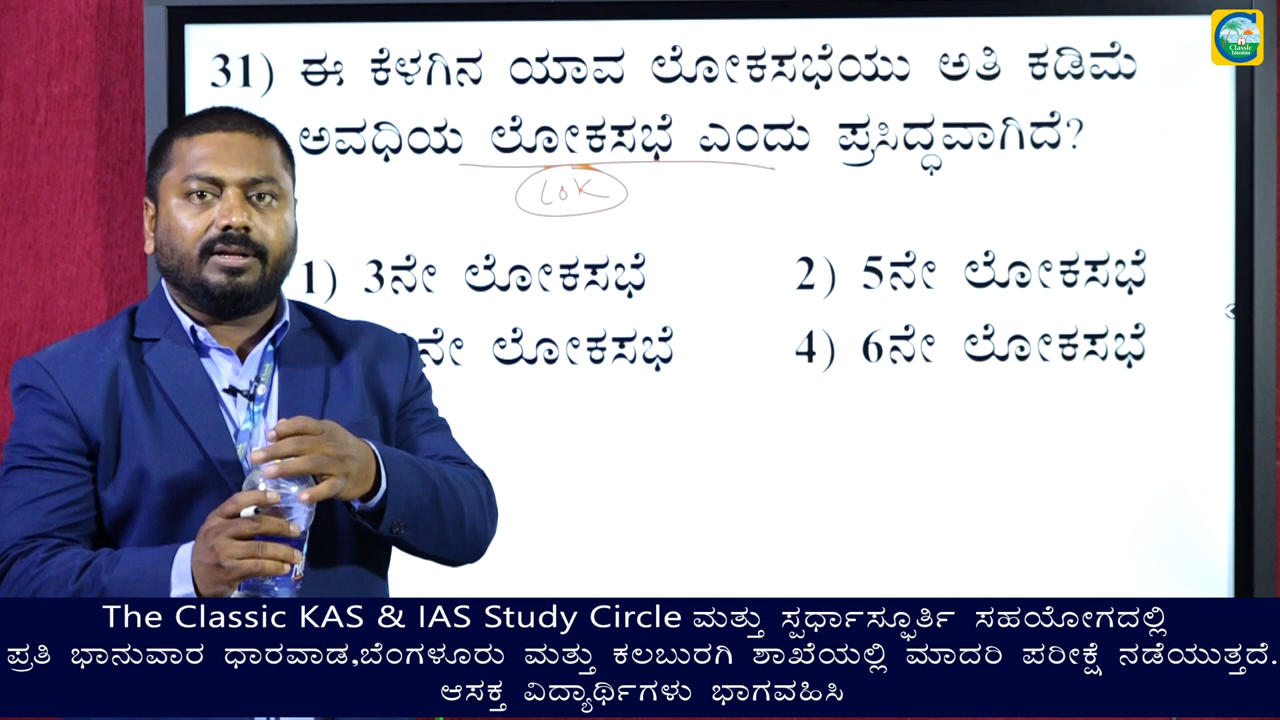 Classic
Education
31) ಈ ಕೆಳಗಿನ ಯಾವ ಲೋಕಸಭೆಯು ಅತಿ ಕಡಿಮೆ
ಅವಧಿಯ ಲೋಕಸಭೆ ಎಂದು ಪ್ರಸಿದ್ಧವಾಗಿದೆ?
LOK
1) 3ನೇ ಲೋಕಸಭೆ 2) 5ನೇ ಲೋಕಸಭೆ
ನೇ ಲೋಕಸಭೆ 4) 6ನೇ ಲೋಕಸಭೆ
The Classic KAS & IAS Study Circle ಮತ್ತು ಸ್ಪರ್ಧಾಸ್ಫೂರ್ತಿ ಸಹಯೋಗದಲ್ಲಿ
ಪ್ರತಿ ಭಾನುವಾರ ಧಾರವಾಡ,ಬೆಂಗಳೂರು ಮತ್ತು ಕಲಬುರಗಿ ಶಾಖೆಯಲ್ಲಿ ಮಾದರಿ ಪರೀಕ್ಷೆ ನಡೆಯುತ್ತದೆ.
ಆಸಕ್ತ ವಿದ್ಯಾರ್ಥಿಗಳು ಭಾಗವಹಿಸಿ